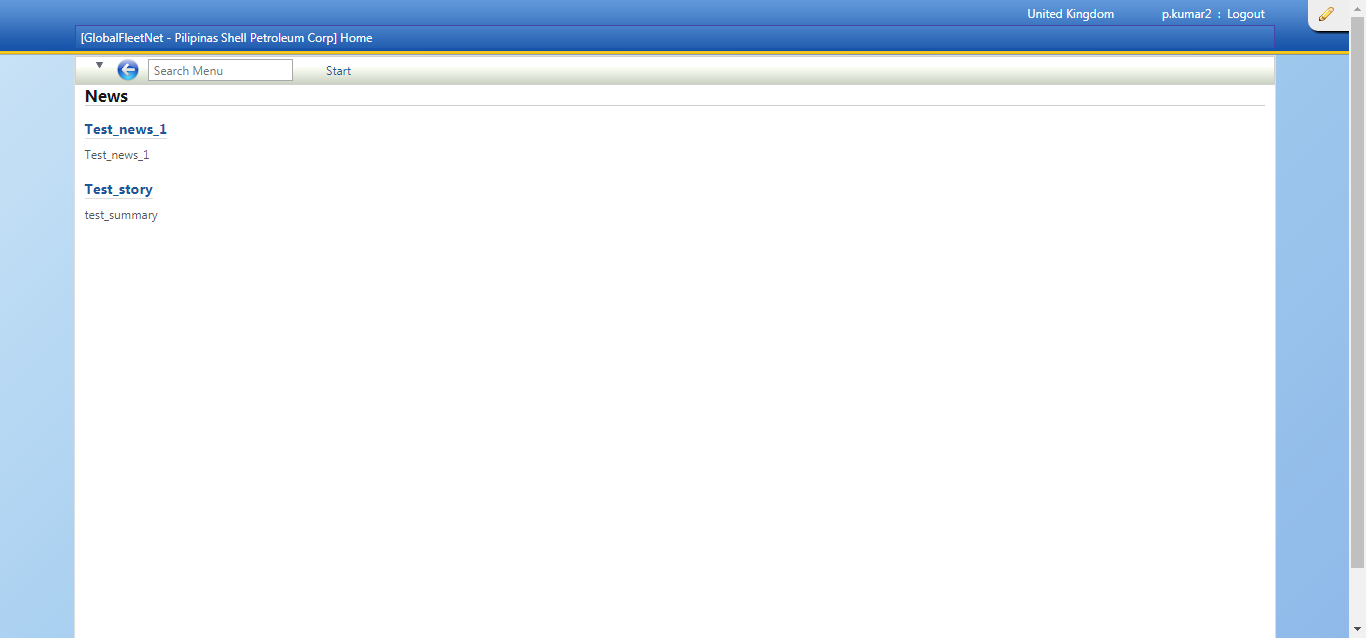 United Kingdom p.kumar2 : Logout
[GlobalFleetNet - Pilipinas Shell Petroleum Corp] Home
Search Menu Start
News
Test_news_1
Test_news_1
Test_story
test_summary